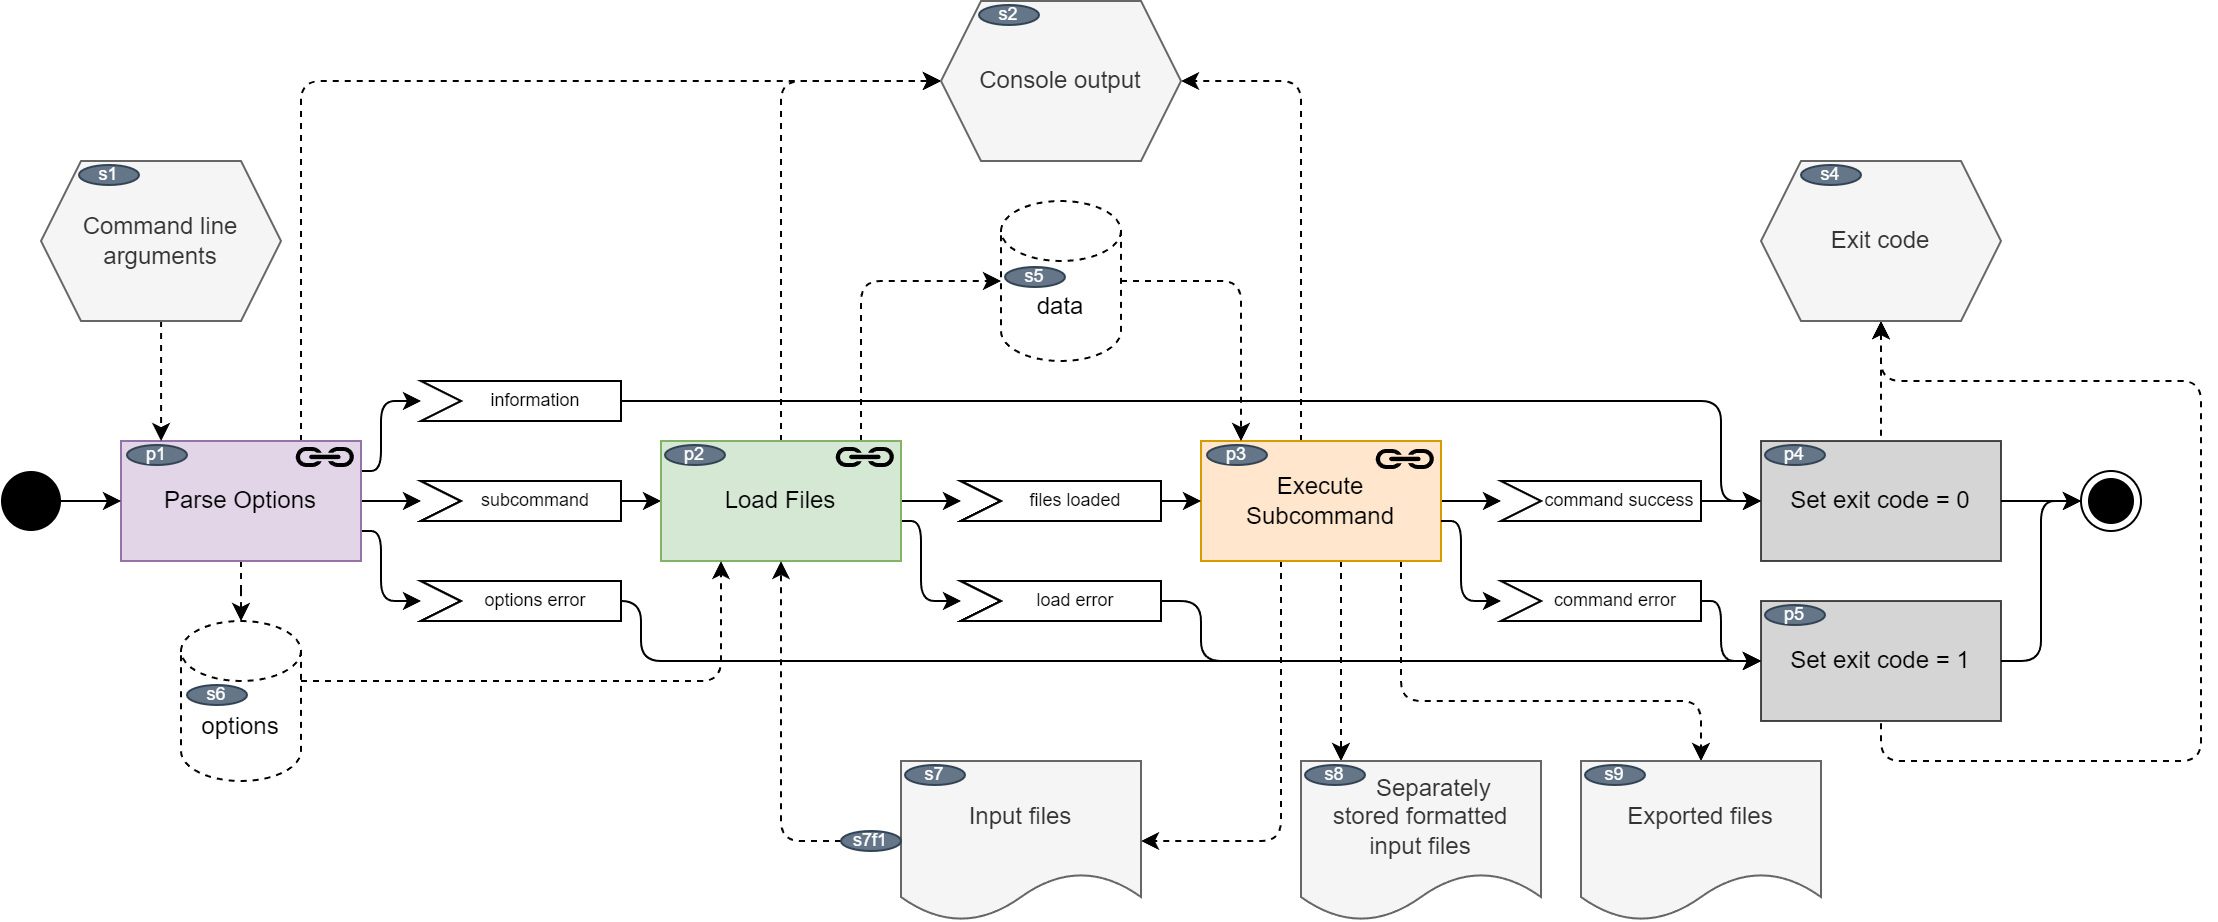 s2
Console output
s1
Command line
arguments
s4
Exit code
s5
data
information
p1
Parse Options
subcommand
p2
Load Files
files loaded
p3
Execute
Subcommand
command success
p4
Set exit code = 0
options error
load error
command error
p5
Set exit code = 1
s6
options
s7
Input files
s7f1
s8
Separately
stored formatted
input files
s9
Exported files